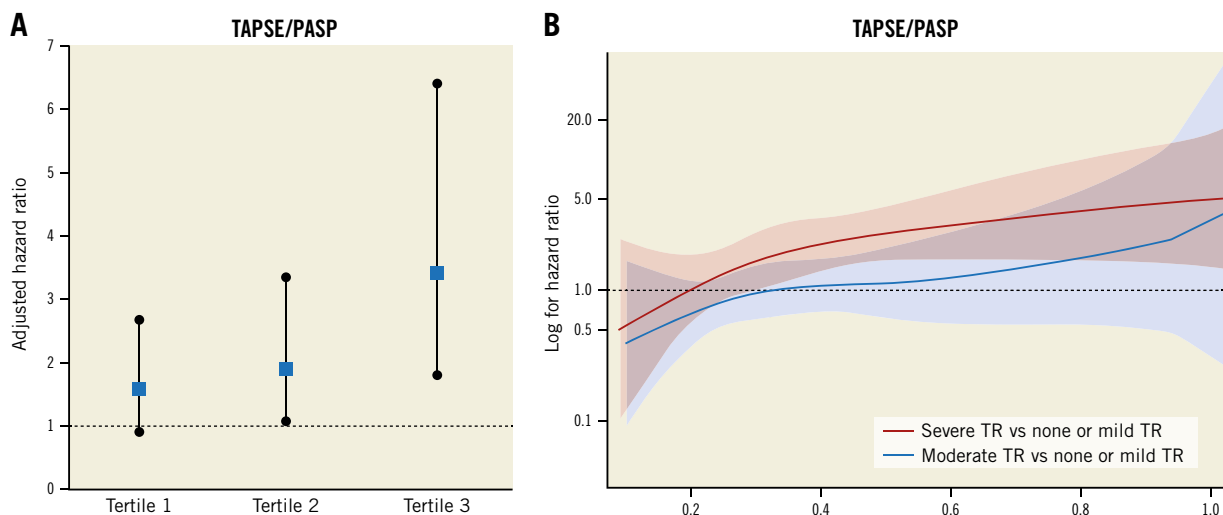 A
TAPSE/PASP
Adjusted hazard ratio
7
6
5
4
3
2
1
0
Tertile 1
Tertile 2
Tertile 3
B
TAPSE/PASP
Log for hazard ratio
20.0
5.0
1.0
0.5
0.1
Severe TR vs none or mild TR
Moderate TR vs none or mild TR
0.2
0.4
0.6
0.8
1.0